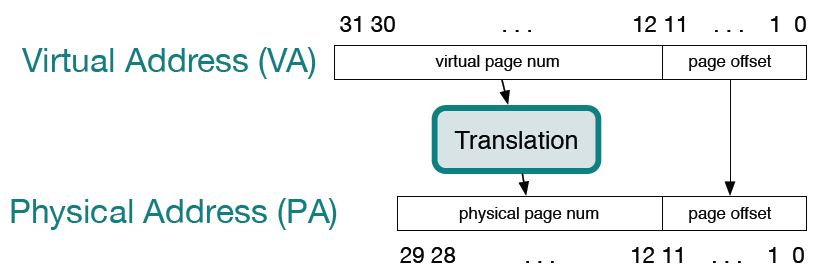 31 30 . . . 12 11 . . . 1 0
Virtual Address (VA) virtual page num page offset
Translation
Physical Address (PA) physical page num page offset
29 28 . . . 12 11 . . . 1 0